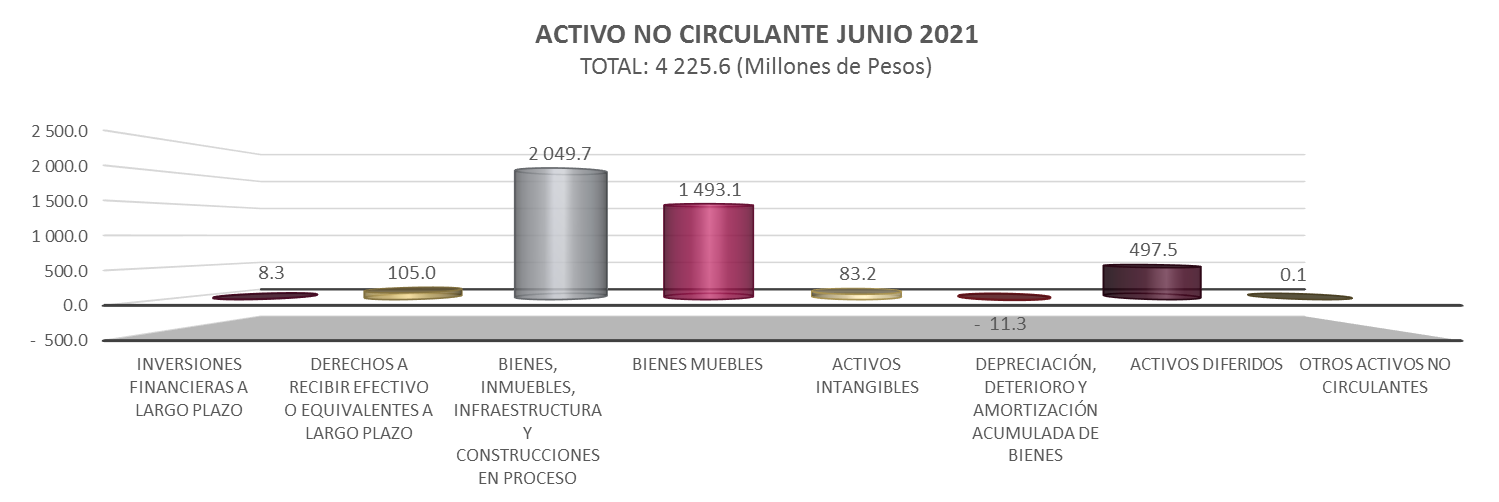 ACTIVO NO CIRCULANTE JUNIO 2021
TOTAL: 4 225.6 (Millones de Pesos)
2 500.0
2 000.0
1 500.0
1 000.0
500.0
0.0
- 500.0
8.3
105.0
2 049.7
1 493.1
83.2
- 11.3
497.5
0.1
INVERSIONES
FINANCIERAS A
LARGO PLAZO
DERECHOS A
RECIBIR EFECTIVO
O EQUIVALENTES A
LARGO PLAZO
BIENES,
INMUEBLES,
INFRAESTRUCTURA
Y
CONSTRUCCIONES
EN PROCESO
BIENES MUEBLES
ACTIVOS
INTANGIBLES
DEPRECIACIÓN,
DETERIORO Y
AMORTIZACIÓN
ACUMULADA DE
BIENES
ACTIVOS DIFERIDOS
OTROS ACTIVOS NO
CIRCULANTES